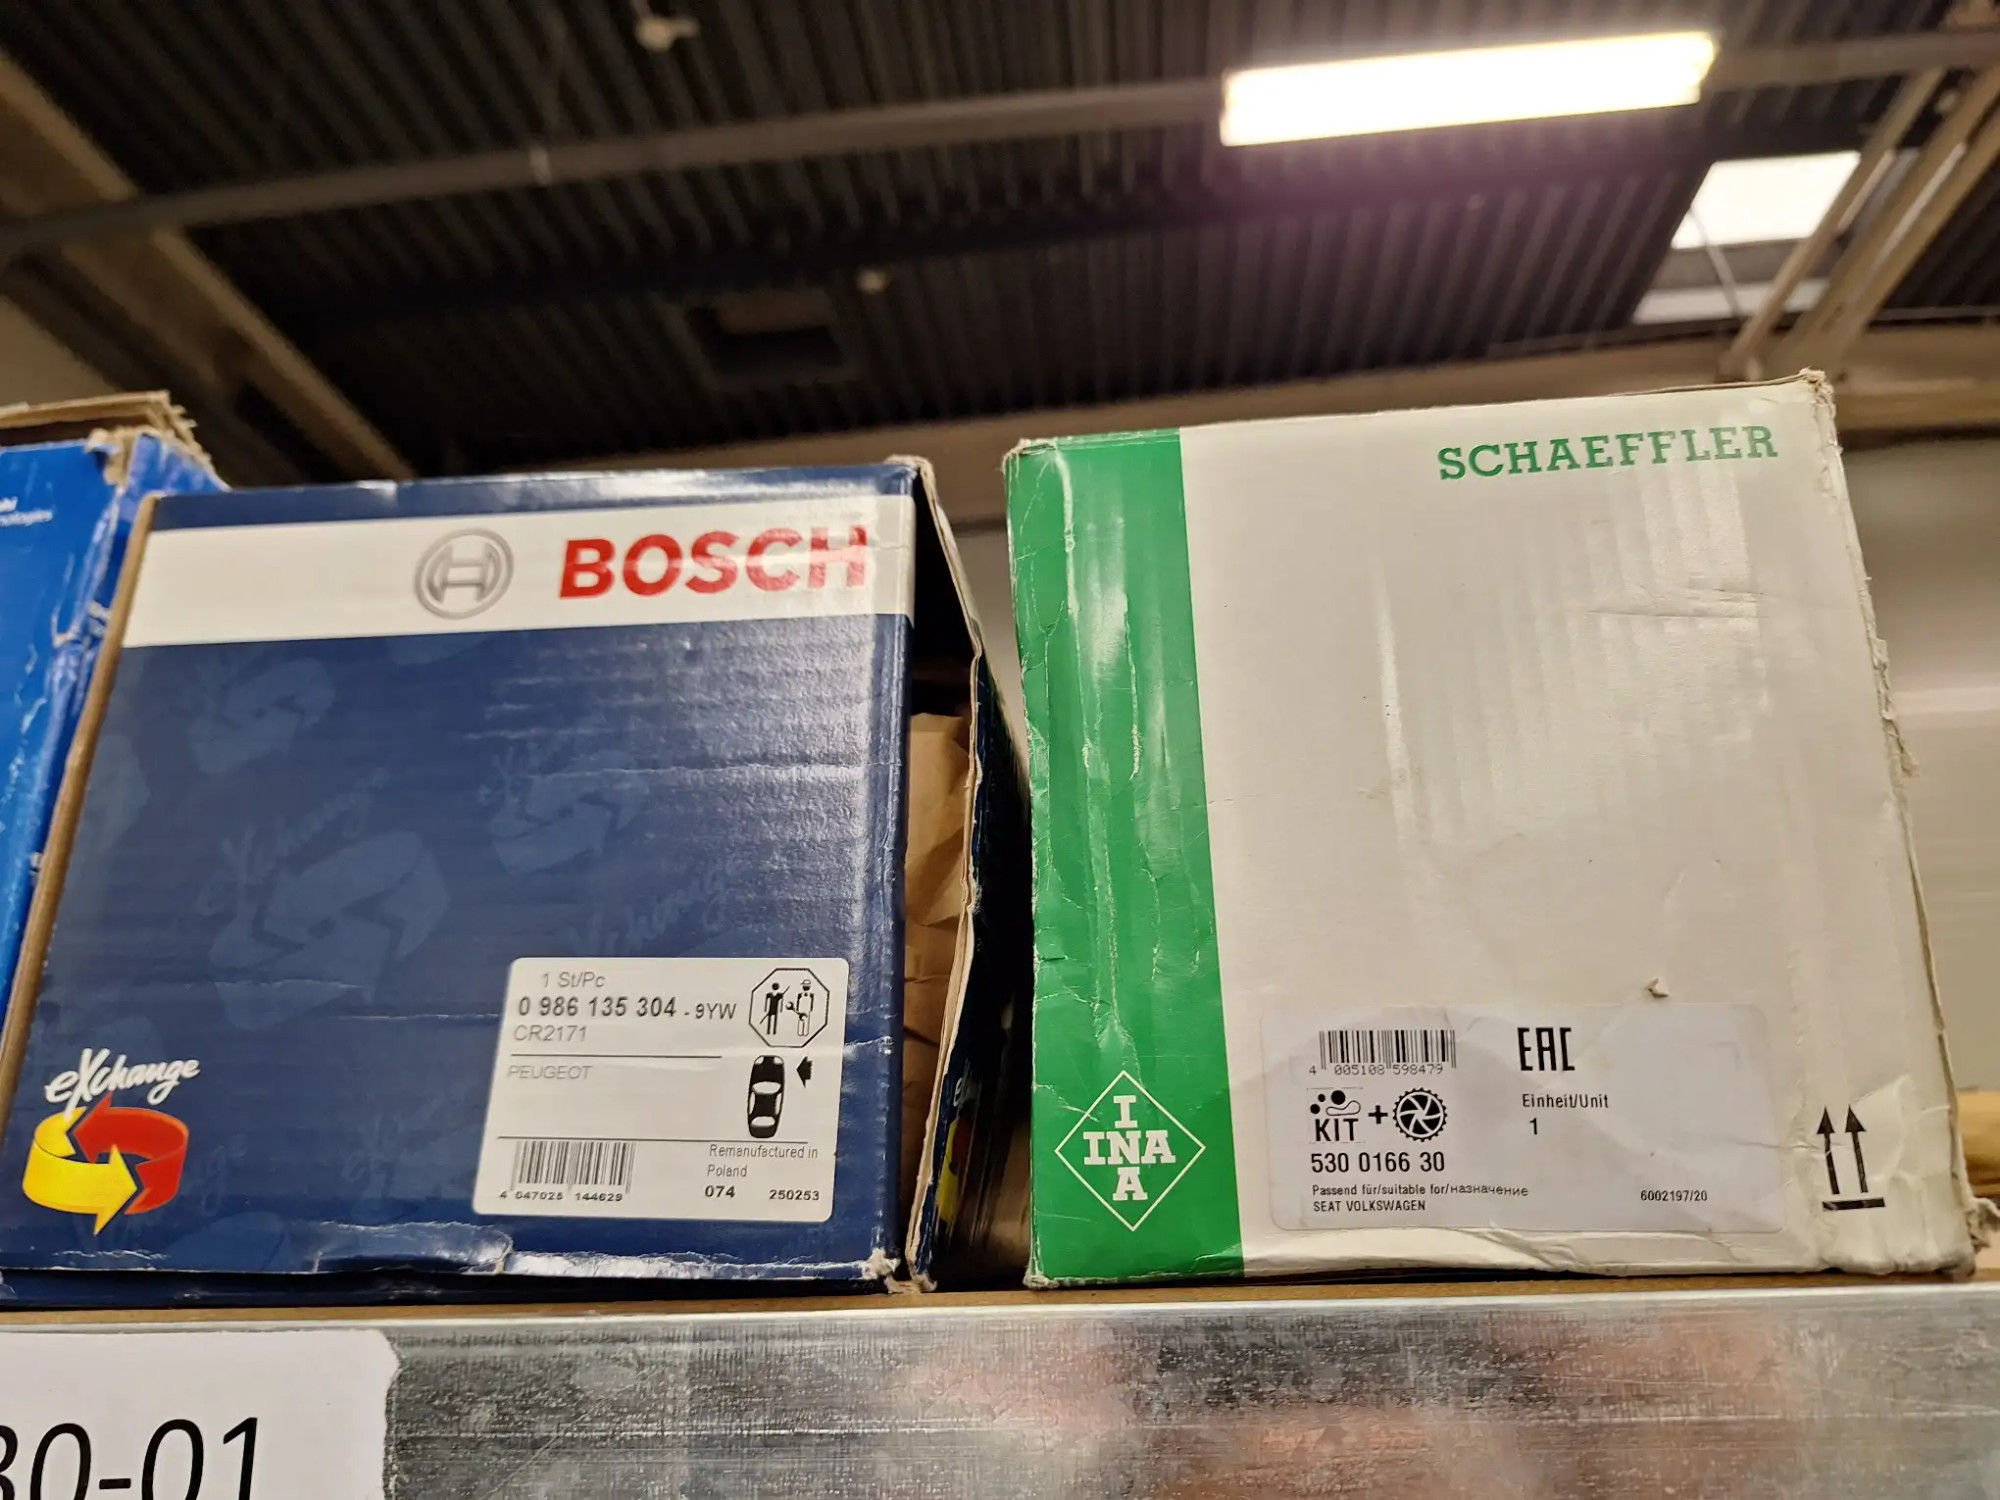 BOSCH
1 St/Pc
0 986 135 304 - 9YW
CR2171
PEUGEOT
Remanufactured in
Poland
074 250253
4 047025 144629
eXchange
SCHAEFFLER
INA
INA
4 005108 598479
EAC
KIT +
Einheit/Unit
1
530 0166 30
Passend für/suitable for/назначение
SEAT VOLKSWAGEN
6002197/20
30-01